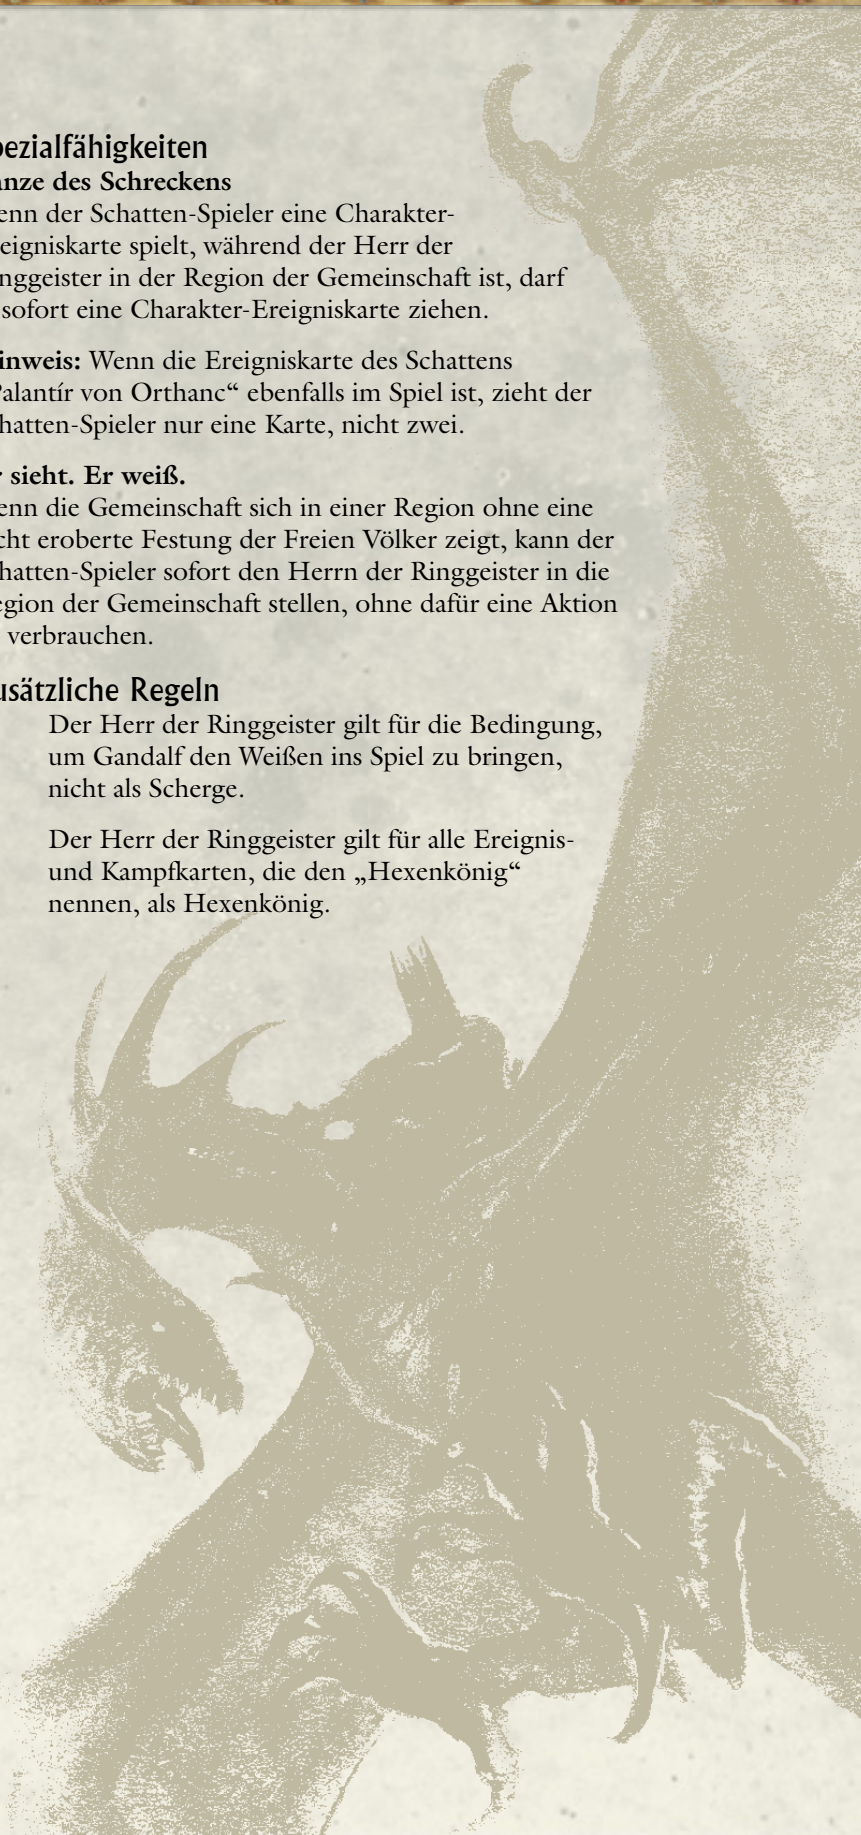 pezialfähigkeiten
anze des Schreckens
enn der Schatten-Spieler eine Charakter-
eigniskarte spielt, während der Herr der
nggeister in der Region der Gemeinschaft ist, darf
sofort eine Charakter-Ereigniskarte ziehen.
inweis: Wenn die Ereigniskarte des Schattens
alantír von Orthanc“ ebenfalls im Spiel ist, zieht der
hatten-Spieler nur eine Karte, nicht zwei.
r sieht. Er weiß.
enn die Gemeinschaft sich in einer Region ohne eine
cht eroberte Festung der Freien Völker zeigt, kann der
hatten-Spieler sofort den Herrn der Ringgeister in die
egion der Gemeinschaft stellen, ohne dafür eine Aktion
verbrauchen.
usätzliche Regeln
Der Herr der Ringgeister gilt für die Bedingung,
um Gandalf den Weißen ins Spiel zu bringen,
nicht als Scherge.
Der Herr der Ringgeister gilt für alle Ereignis-
und Kampfkarten, die den „Hexenkönig“
nennen, als Hexenkönig.